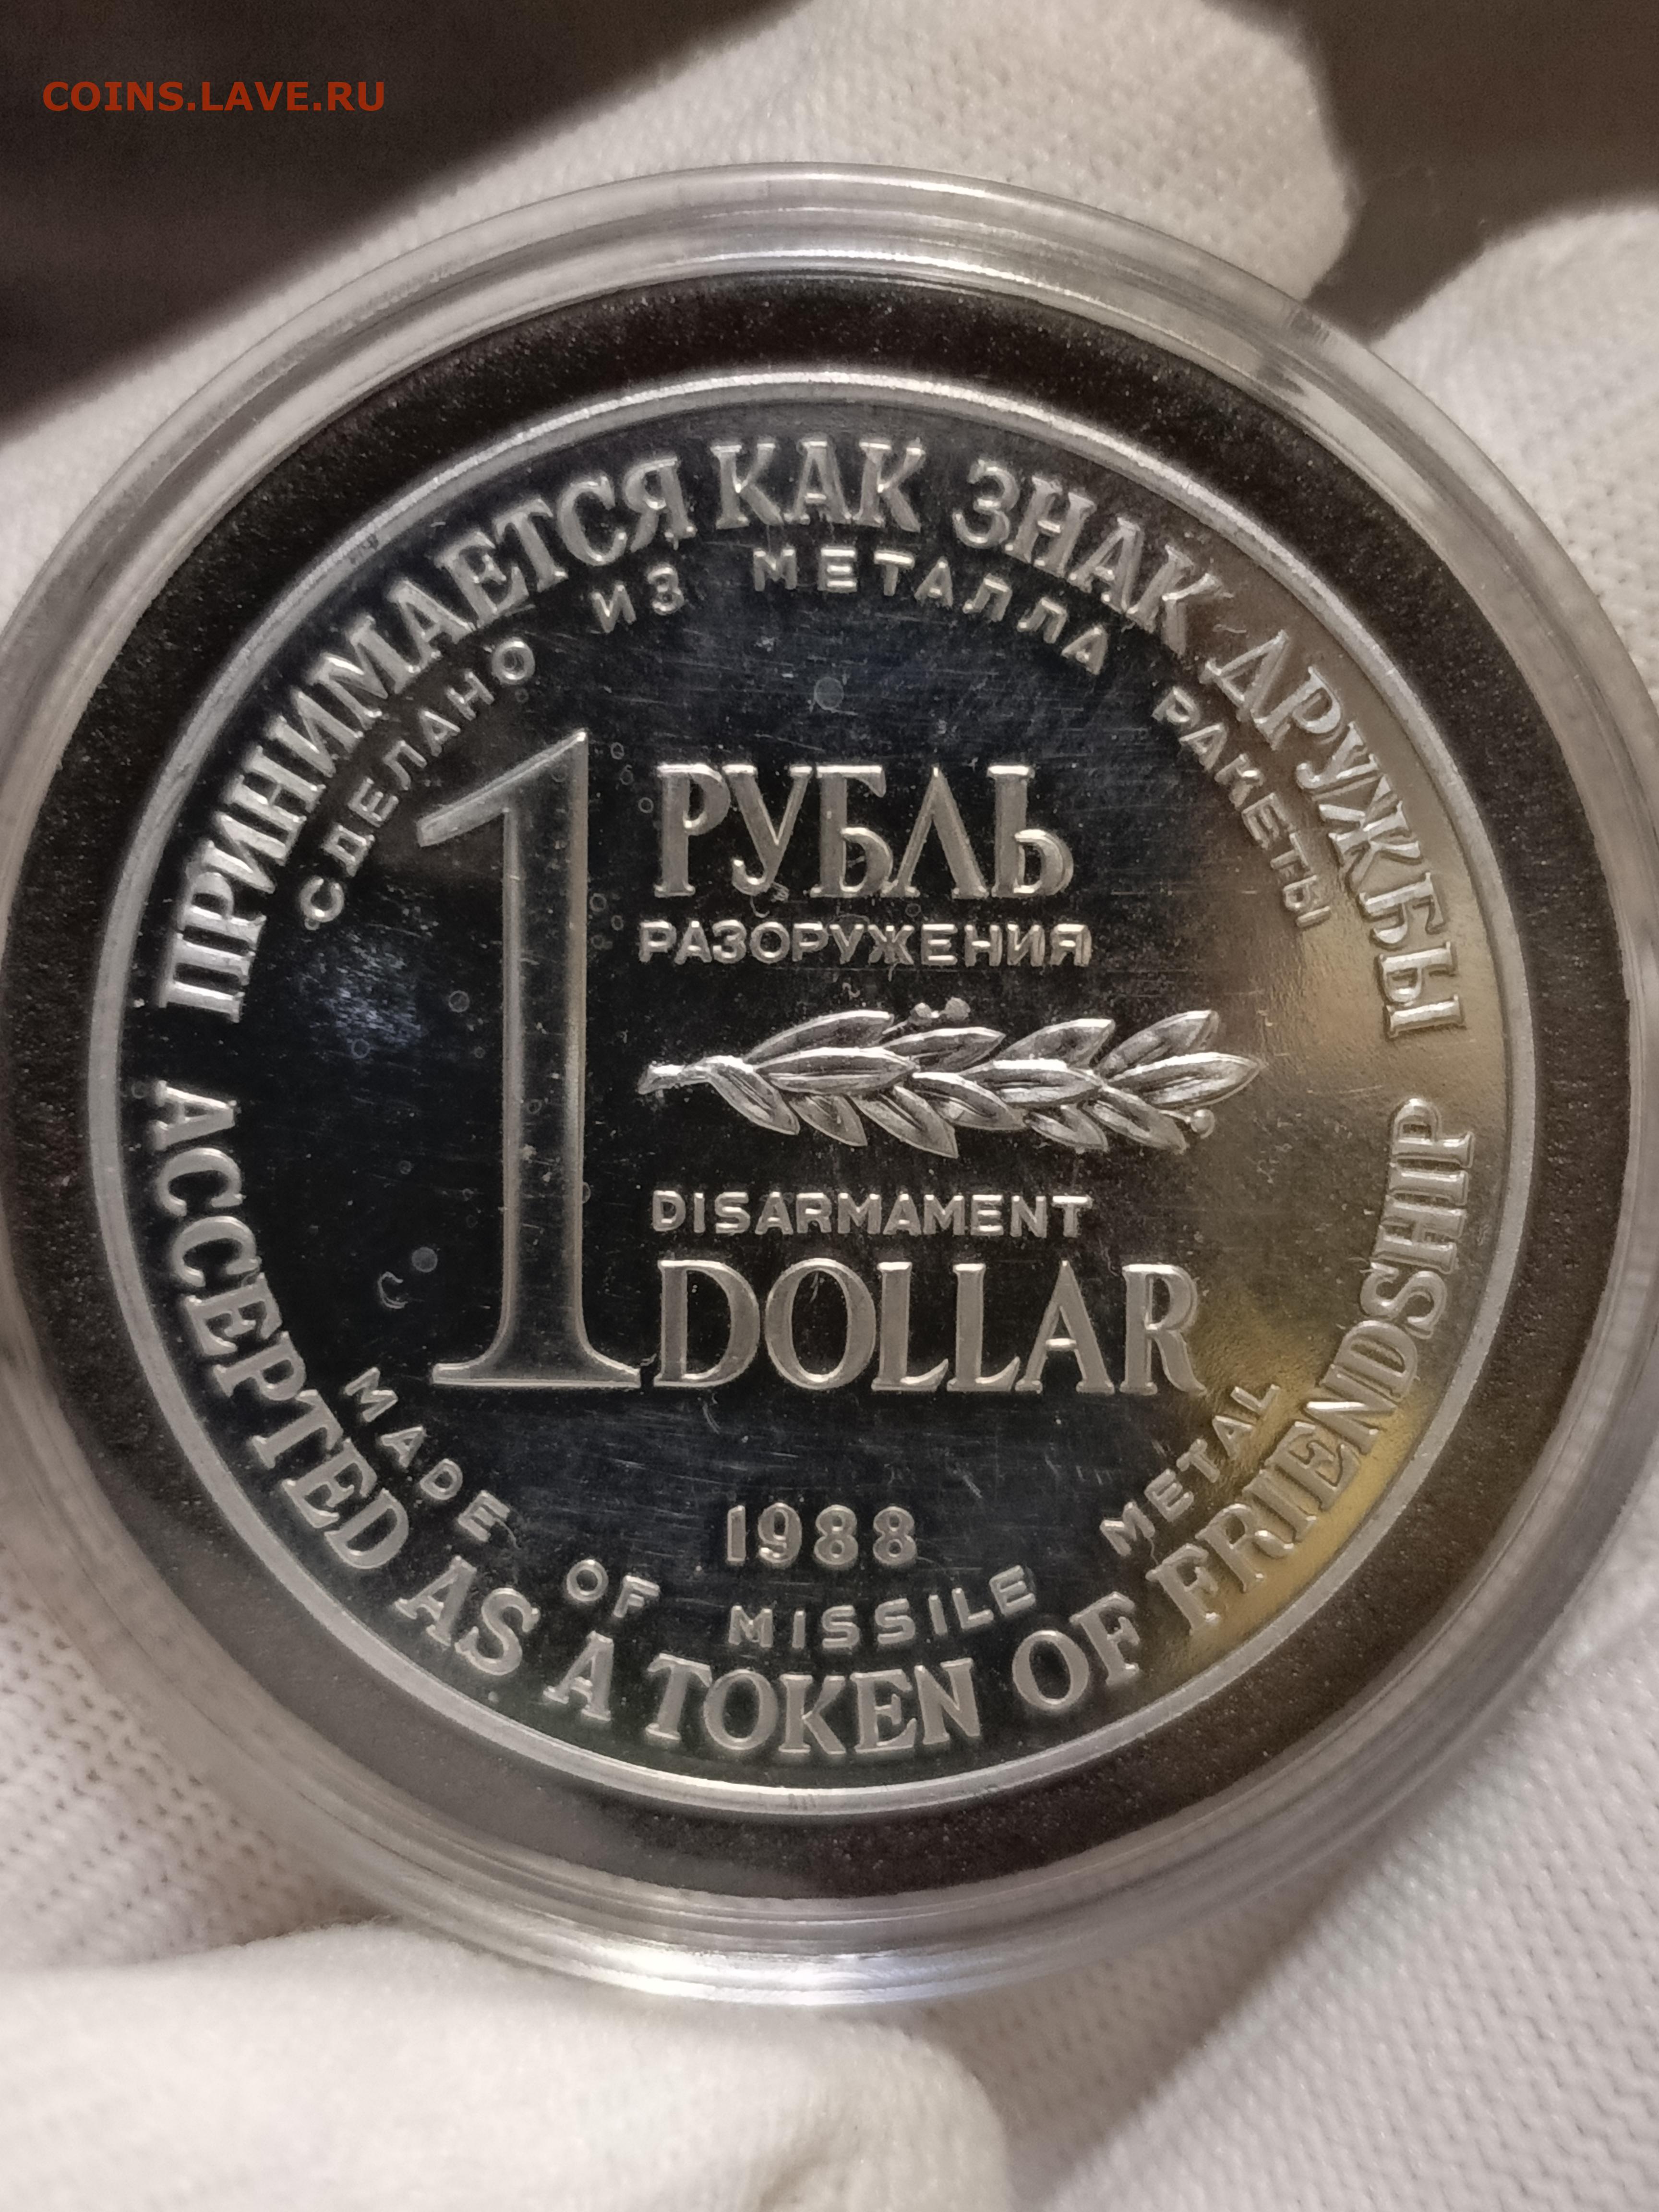 COINS.LAVE.RU
ПРИНИМАЕТСЯ КАК ЗНАК ДРУЖБЫ
СДЕЛАНО ИЗ МЕТАЛЛА РАКЕТЫ
1 РУБЛЬ
РАЗОРУЖЕНИЯ
DISARMAMENT
DOLLAR
1988
MADE OF MISSILE METAL
ACCEPTED AS A TOKEN OF FRIENDSHIP